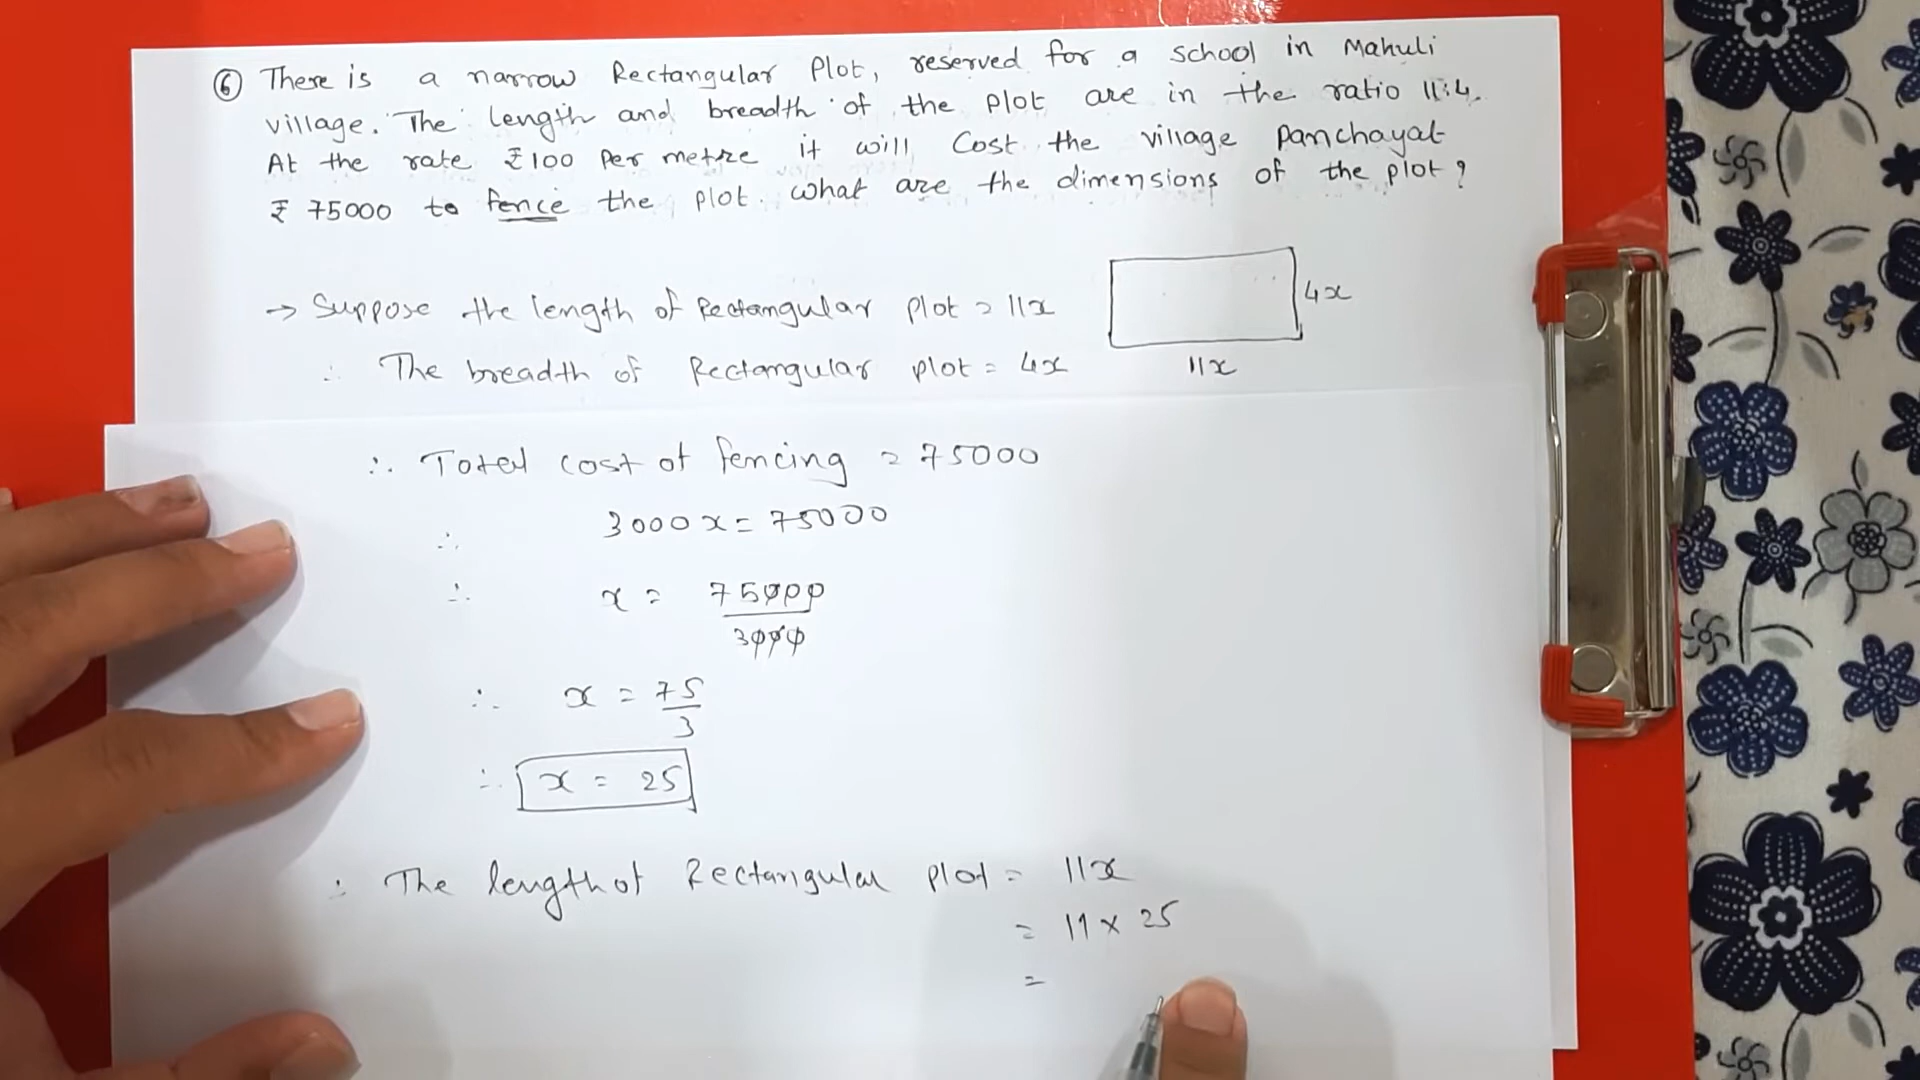 ⑥ There is a narrow Rectangular Plot, reserved for a school in Mahuli
village. The length and breadth of the plot are in the ratio 11:4.
At the rate ₹100 Per metre it will Cost the village Panchayat
₹ 75000 to fence the plot. what are the dimensions of the plot?
→ Suppose the length of Rectangular plot = 11x
4x
∴ The breadth of Rectangular plot = 4x
11x
∴ Total cost of fencing = 75000
∴ 3000x = 75000
∴ x = 75000
3000
∴ x = 75
3
∴ x = 25
∴ The length of Rectangular plot = 11x
= 11 × 25
=